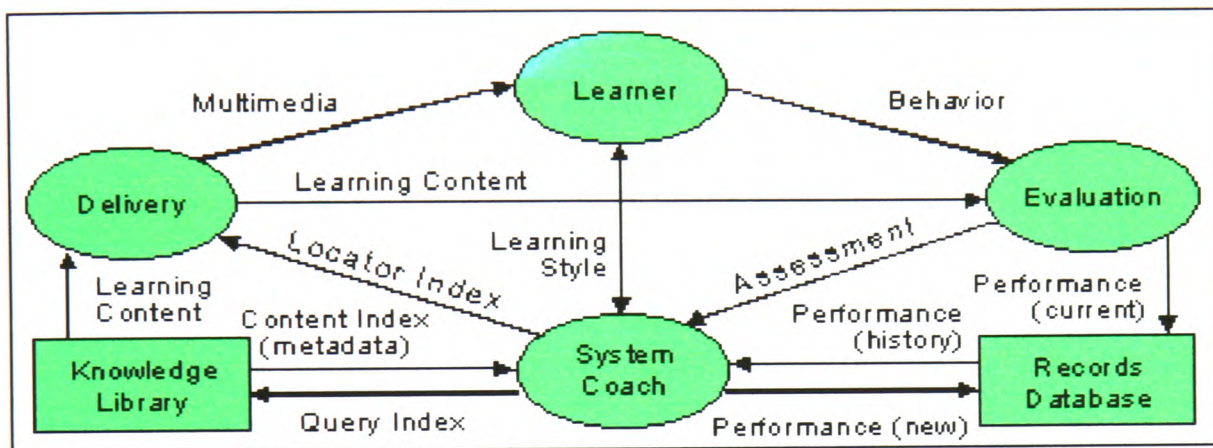 Learner
Multimedia
Behavior
Delivery
Learning Content
Evaluation
Learning
Style
Locator Index
Assessment
Learning
Content
Content Index
(metadata)
Performance
(history)
Performance
(current)
Knowledge
Library
System
Coach
Records
Database
Query Index
Performance (new)